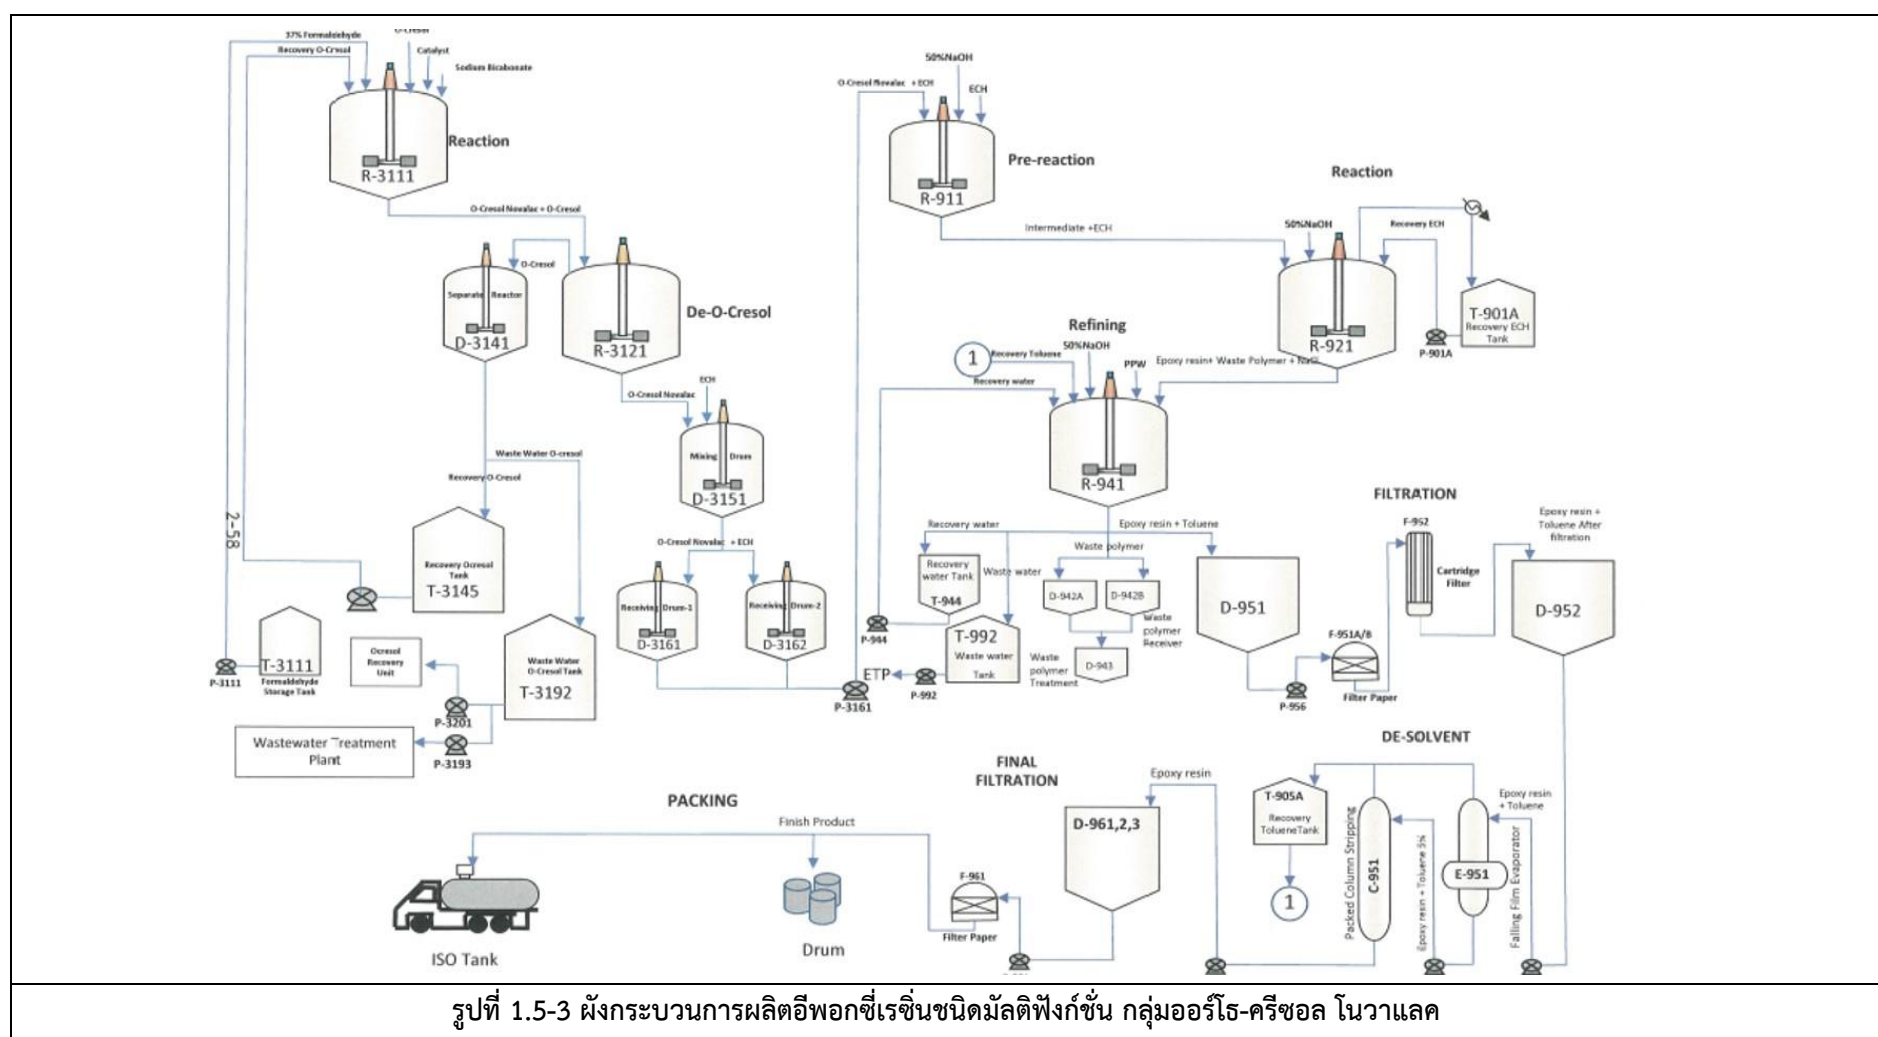 37% Formaldehyde
Recovery O-Cresol
O-Cresol
Catalyst
Sodium Bicabonate
Reaction
R-3111
O-Cresol Novalac + O-Cresol
O-Cresol
Separate Reactor
D-3141
R-3121
De-O-Cresol
O-Cresol Novalac
ECH
Mixing Drum
D-3151
Waste Water O-cresol
Recovery O-Cresol
2-58
Recovery Ocresol
Tank
T-3145
O-Cresol Novalac + ECH
Receiving Drum-1
D-3161
Receiving Drum-2
D-3162
P-3161
P-3111
T-3111
Formaldehyde
Storage Tank
Ocresol
Recovery
Unit
Waste Water
O-Cresol Tank
T-3192
P-3201
P-3193
Wastewater Treatment
Plant
50%NaOH
O-Cresol Novalac + ECH
ECH
Pre-reaction
R-911
Intermediate +ECH
Reaction
50%NaOH
Recovery ECH
R-921
T-901A
Recovery ECH
Tank
P-901A
Refining
1
Recovery Toluene
50%NaOH
PPW
Epoxy resin+ Waste Polymer + NaCl
Recovery water
R-941
Recovery water
Epoxy resin + Toluene
Waste polymer
Recovery
water Tank
T-944
P-944
Waste water
T-992
Waste water
Tank
ETP
P-992
D-942A
D-942B
Waste
polymer
Receiver
D-943
Waste
polymer
Treatment
D-951
P-956
FILTRATION
F-952
Cartridge
Filter
F-951A/B
Filter Paper
Epoxy resin +
Toluene After
filtration
D-952
DE-SOLVENT
T-905A
Recovery
TolueneTank
1
Packed Column Stripping
C-951
Epoxy resin + Toluene 5%
E-951
Epoxy resin
+ Toluene
Falling Film Evaporator
FINAL
FILTRATION
Epoxy resin
D-961,2,3
F-961
Filter Paper
PACKING
Finish Product
ISO Tank
Drum
รูปที่ 1.5-3 ผังกระบวนการผลิตอีพอกซี่เรซิ่นชนิดมัลติฟังก์ชั่น กลุ่มออร์โธ-ครีซอล โนวาแลค